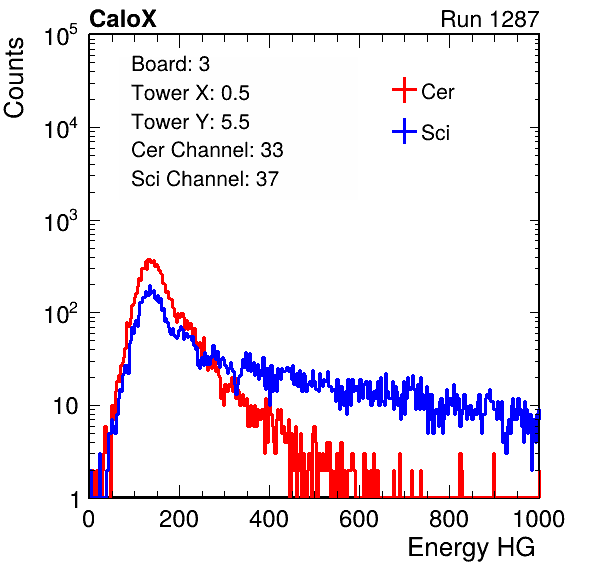 CaloX Run 1287
Counts
10^5
10^4
10^3
10^2
10
1
Board: 3
Tower X: 0.5
Tower Y: 5.5
Cer Channel: 33
Sci Channel: 37
Cer
Sci
0 200 400 600 800 1000
Energy HG